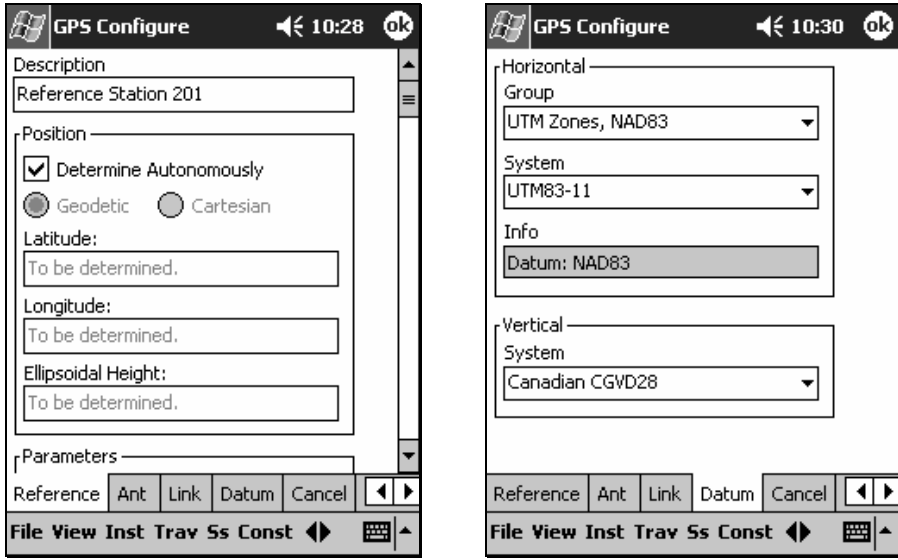 GPS Configure 10:28 ok
Description
Reference Station 201
Position
Determine Autonomously
Geodetic Cartesian
Latitude:
To be determined.
Longitude:
To be determined.
Ellipsoidal Height:
To be determined.
Parameters
Reference Ant Link Datum Cancel
File View Inst Trav Ss Const
GPS Configure 10:30 ok
Horizontal
Group
UTM Zones, NAD83
System
UTM83-11
Info
Datum: NAD83
Vertical
System
Canadian CGVD28
Reference Ant Link Datum Cancel
File View Inst Trav Ss Const